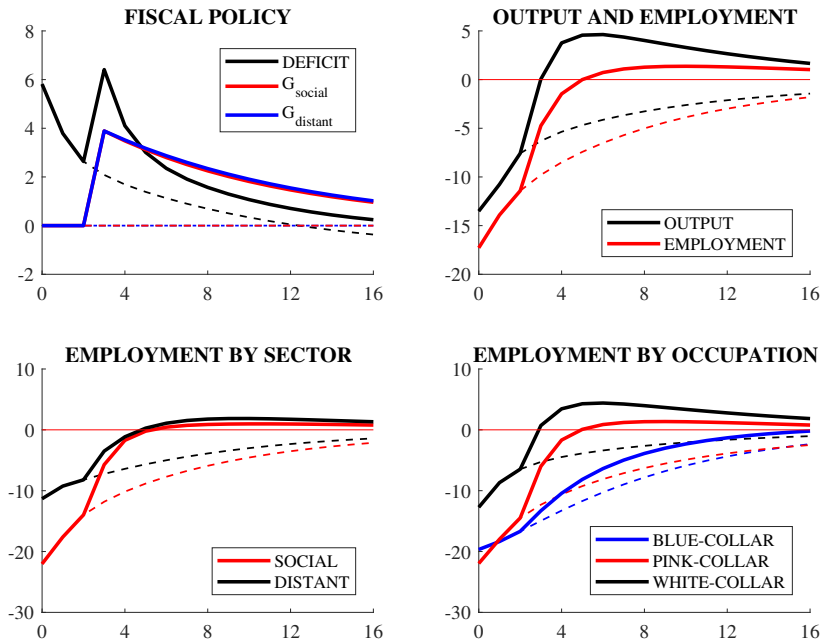 FISCAL POLICY
8
6
4
2
0
-2
DEFICIT
G_social
G_distant
0 4 8 12 16
OUTPUT AND EMPLOYMENT
5
0
-5
-10
-15
-20
OUTPUT
EMPLOYMENT
0 4 8 12 16
EMPLOYMENT BY SECTOR
10
0
-10
-20
-30
SOCIAL
DISTANT
0 4 8 12 16
EMPLOYMENT BY OCCUPATION
10
0
-10
-20
-30
BLUE-COLLAR
PINK-COLLAR
WHITE-COLLAR
0 4 8 12 16